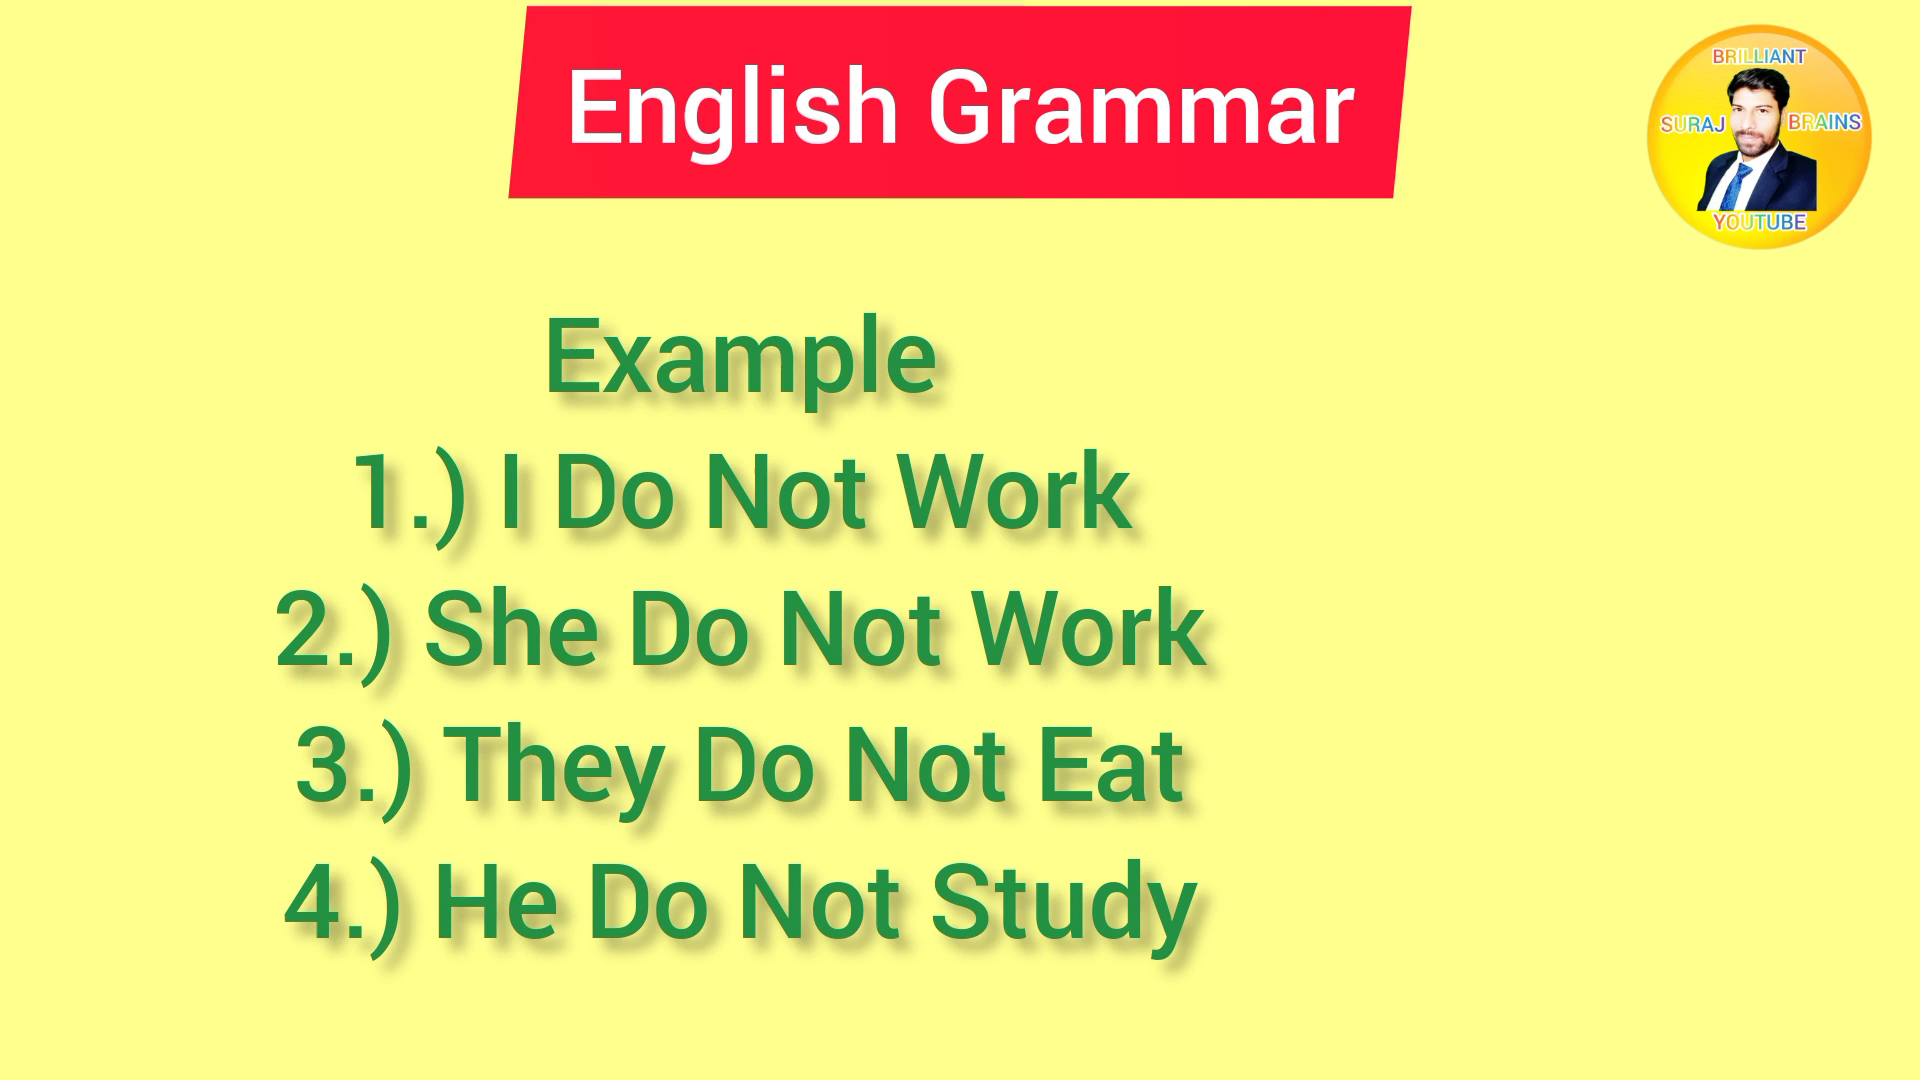 English Grammar
BRILLIANT
SURAJ BRAINS
YOUTUBE
Example
1.) I Do Not Work
2.) She Do Not Work
3.) They Do Not Eat
4.) He Do Not Study